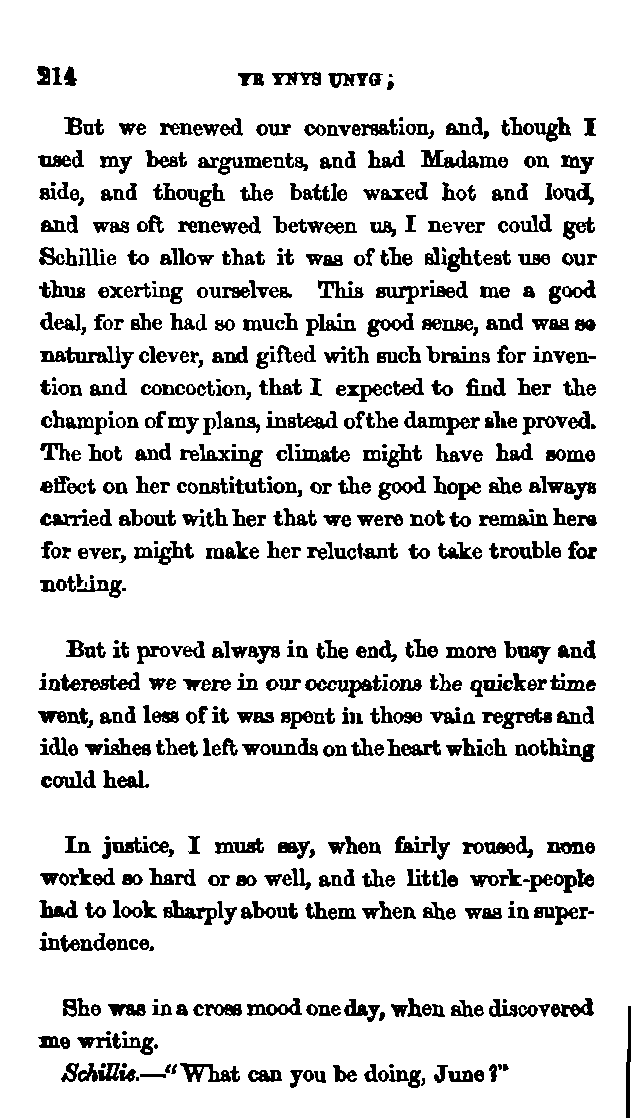 214 YR YNYS UNYG;
But we renewed our conversation, and, though I
used my best arguments, and had Madame on my
side, and though the battle waxed hot and loud,
and was oft renewed between us, I never could get
Schillie to allow that it was of the slightest use our
thus exerting ourselves. This surprised me a good
deal, for she had so much plain good sense, and was so
naturally clever, and gifted with such brains for inven-
tion and concoction, that I expected to find her the
champion of my plans, instead of the damper she proved.
The hot and relaxing climate might have had some
effect on her constitution, or the good hope she always
carried about with her that we were not to remain here
for ever, might make her reluctant to take trouble for
nothing.
But it proved always in the end, the more busy and
interested we were in our occupations the quicker time
went, and less of it was spent in those vain regrets and
idle wishes thet left wounds on the heart which nothing
could heal.
In justice, I must say, when fairly roused, none
worked so hard or so well, and the little work-people
had to look sharply about them when she was in super-
intendence.
She was in a cross mood one day, when she discovered
me writing.
Schillie.—"What can you be doing, June?"